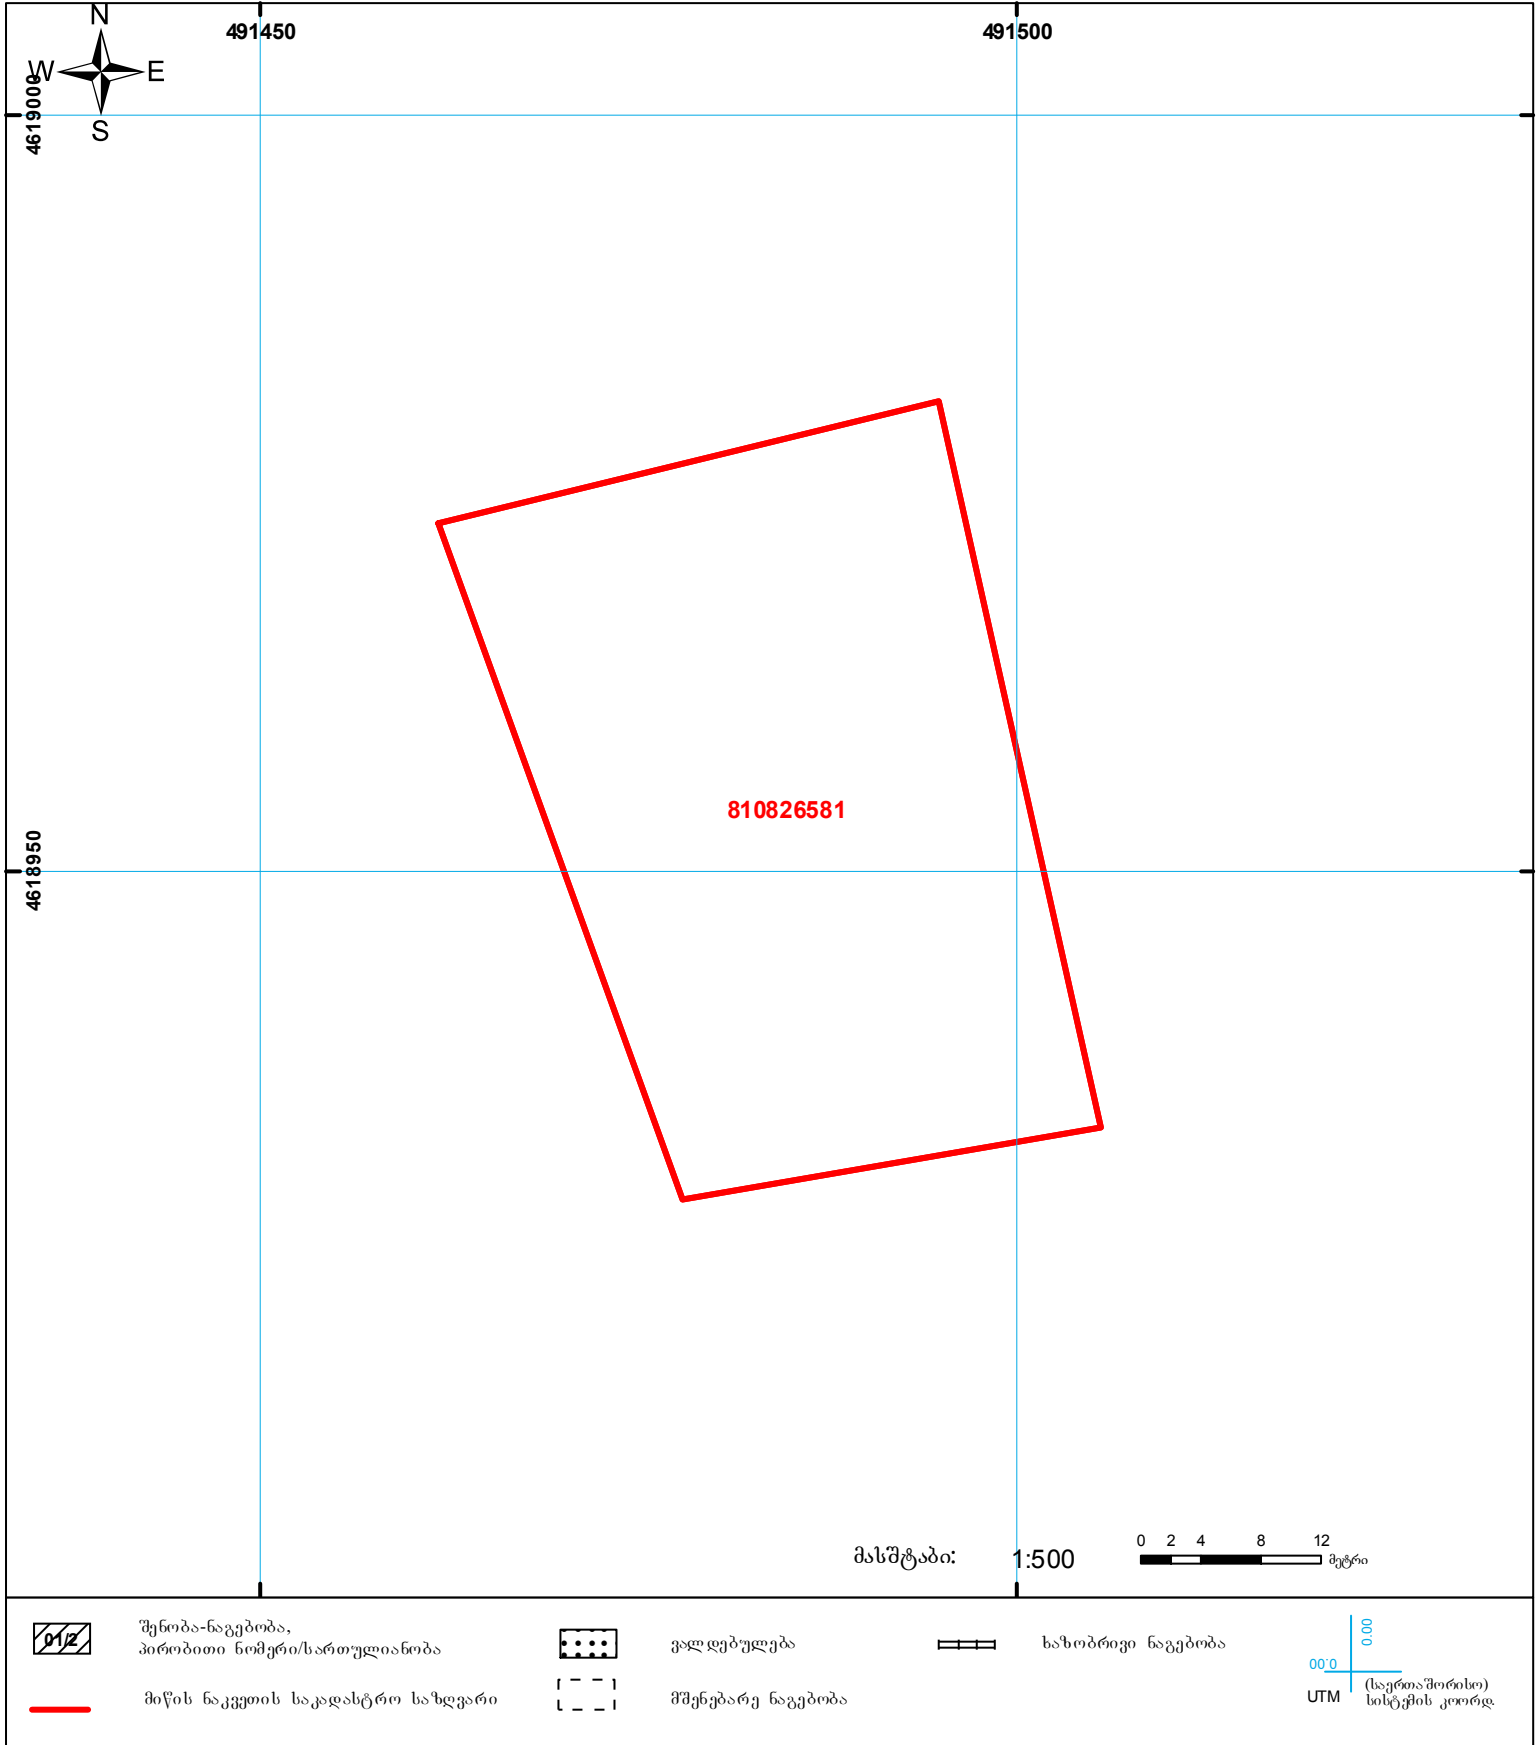 N
491450
491500
W
E
4619000
S
810826581
4618950
მასშტაბი:
1:500
0 2 4 8 12
მეტრი
შენობა-ნაგებობა,
01/2
პირობითი ნომერი/სართულიანობა
ვალდებულება
ხაზობრივი ნაგებობა
00.0
00.0
მიწის ნაკვეთის საკადასტრო საზღვარი
მშენებარე ნაგებობა
UTM
(საერთაშორისო)
სისტემის კოორდ.